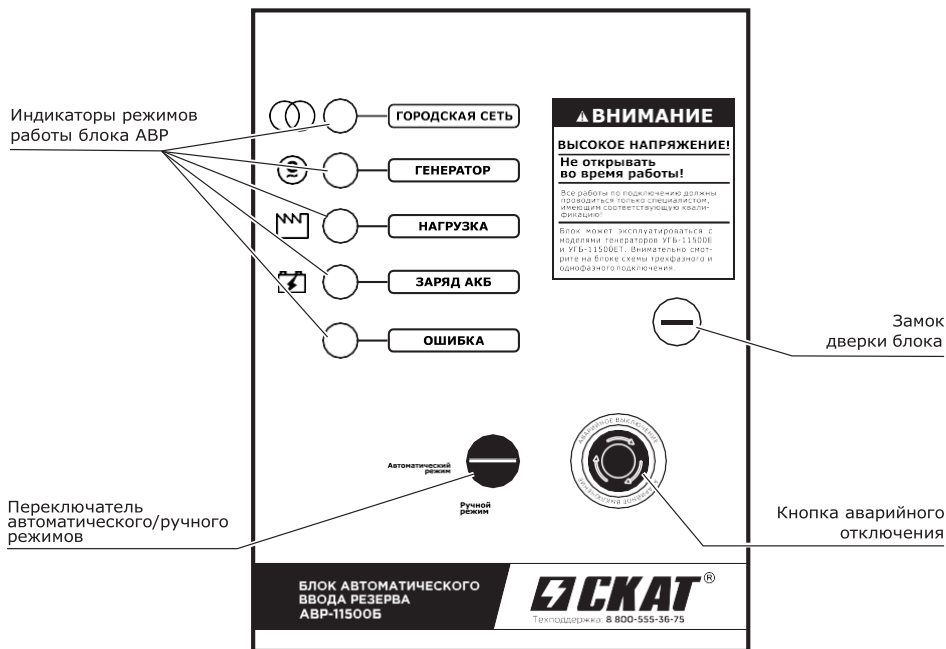 Индикаторы режимов
работы блока АВР
ГОРОДСКАЯ СЕТЬ
ГЕНЕРАТОР
НАГРУЗКА
ЗАРЯД АКБ
ОШИБКА
ВНИМАНИЕ
ВЫСОКОЕ НАПРЯЖЕНИЕ!
Не открывать
во время работы!
Все работы по подключению должны
проводиться только специалистом,
имеющим соответствующую квали-
фикацию!
Блок может эксплуатироваться с
моделями генераторов УГБ-11500Е
и УГБ-11500ЕТ. Внимательно смот-
рите на блоке схемы трехфазного и
однофазного подключения.
Замок
дверки блока
Автоматический
режим
Ручной
режим
АВАРИЙНОЕ ВЫКЛЮЧЕНИЕ
АВАРИЙНОЕ ВЫКЛЮЧЕНИЕ
Переключатель
автоматического/ручного
режимов
Кнопка аварийного
отключения
БЛОК АВТОМАТИЧЕСКОГО
ВВОДА РЕЗЕРВА
АВР-11500Б
СКАТ®
Техподдержка: 8 800-555-36-75